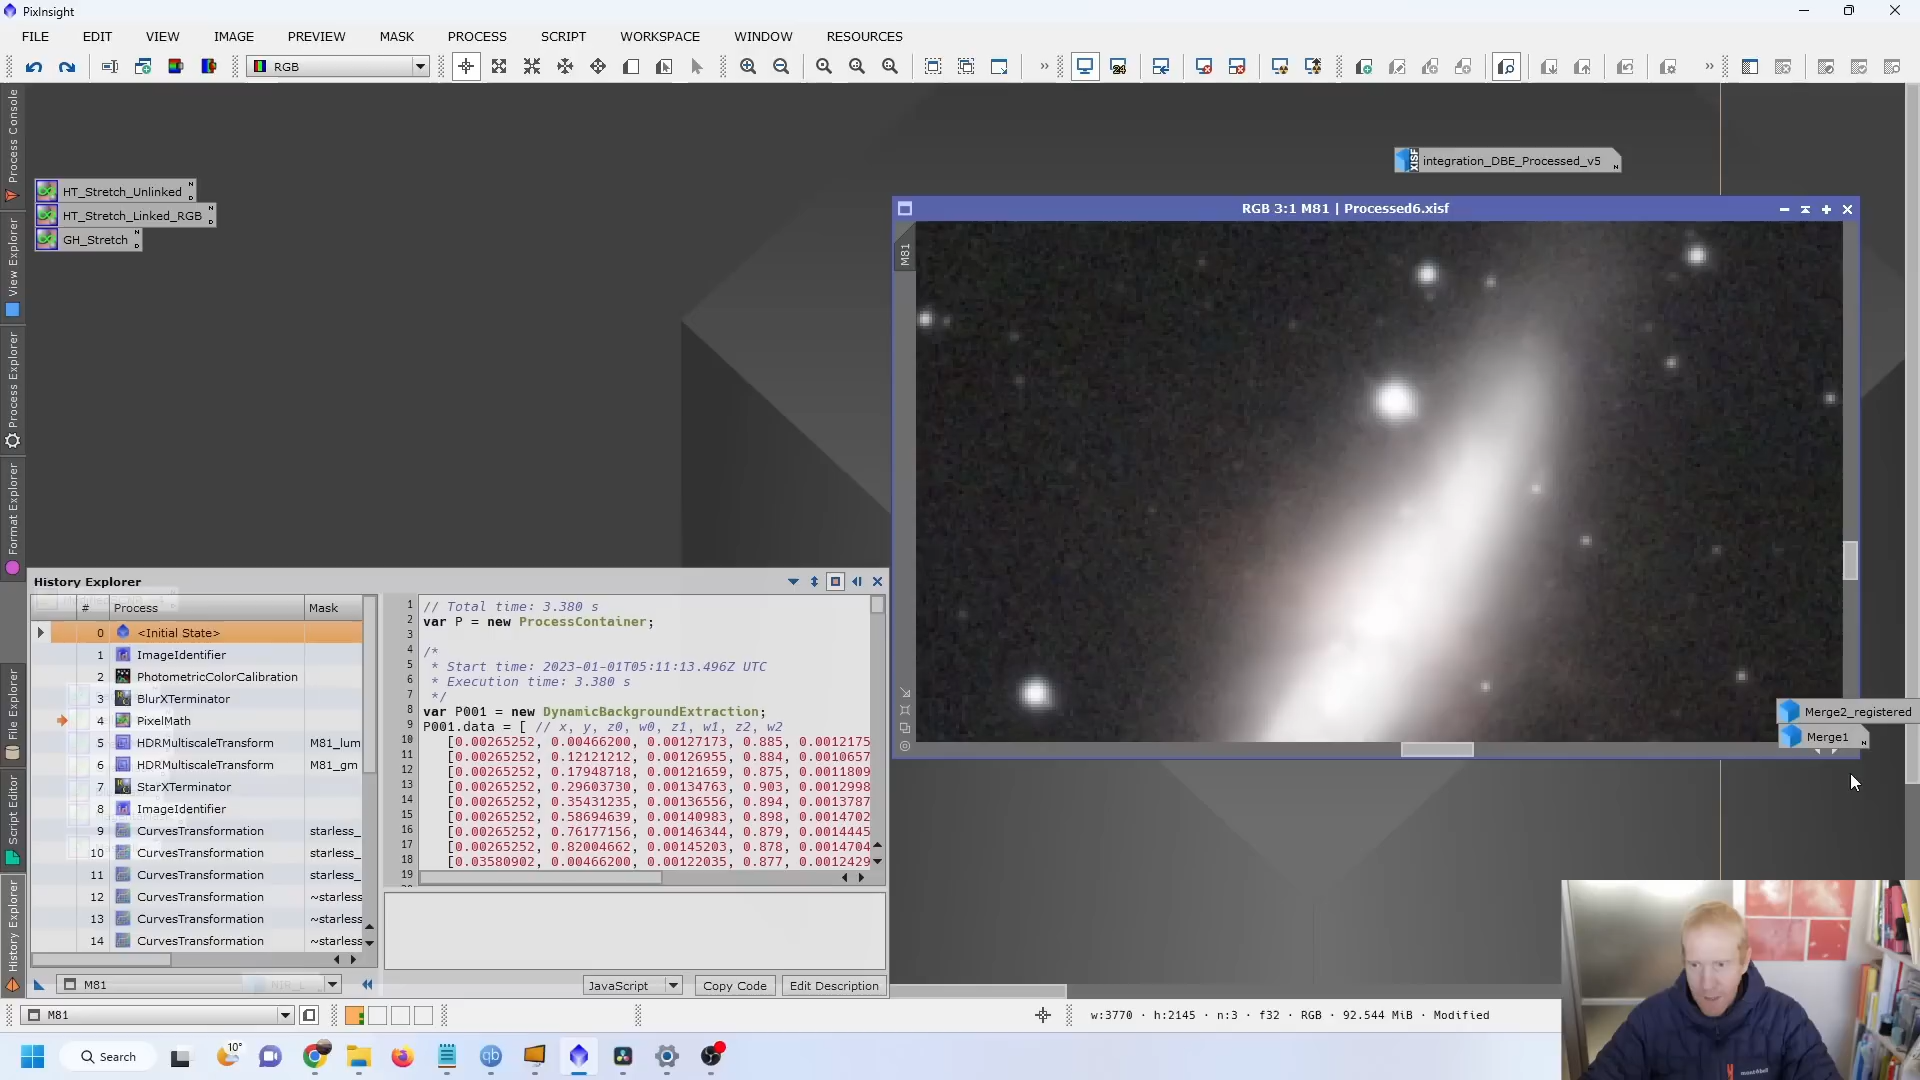 PixInsight
FILE EDIT VIEW IMAGE PREVIEW MASK PROCESS SCRIPT WORKSPACE WINDOW RESOURCES
RGB
24
Process Console
View Explorer
Process Explorer
Format Explorer
File Explorer
Script Editor
History Explorer
HT_Stretch_Unlinked N D
HT_Stretch_Linked_RGB N D
GH_Stretch N D
XISF integration_DBE_Processed_v5 N
RGB 3:1 M81 | Processed6.xisf
M81
Merge2_registered
Merge1 N
History Explorer
# Process Mask
0 <Initial State>
1 ImageIdentifier
2 PhotometricColorCalibration
3 BlurXTerminator
4 PixelMath
5 HDRMultiscaleTransform M81_lum
6 HDRMultiscaleTransform M81_gm
7 StarXTerminator
8 ImageIdentifier
9 CurvesTransformation starless_
10 CurvesTransformation starless_
11 CurvesTransformation starless_
12 CurvesTransformation ~starless
13 CurvesTransformation ~starless
14 CurvesTransformation ~starless
M81
1 // Total time: 3.380 s
2 var P = new ProcessContainer;
3
4 /*
5 * Start time: 2023-01-01T05:11:13.496Z UTC
6 * Execution time: 3.380 s
7 */
8 var P001 = new DynamicBackgroundExtraction;
9 P001.data = [ // x, y, z0, w0, z1, w1, z2, w2
10 [0.00265252, 0.00466200, 0.00127173, 0.885, 0.0012175
11 [0.00265252, 0.12121212, 0.00126955, 0.884, 0.0010657
12 [0.00265252, 0.17948718, 0.00121659, 0.875, 0.0011809
13 [0.00265252, 0.29603730, 0.00134763, 0.903, 0.0012998
14 [0.00265252, 0.35431235, 0.00136556, 0.894, 0.0013787
15 [0.00265252, 0.58694639, 0.00140983, 0.898, 0.0014702
16 [0.00265252, 0.76177156, 0.00146344, 0.879, 0.0014445
17 [0.00265252, 0.82004662, 0.00145203, 0.878, 0.0014704
18 [0.03580902, 0.00466200, 0.00122035, 0.877, 0.0012429
19
JavaScript Copy Code Edit Description
M81
w:3770 · h:2145 · n:3 · f32 · RGB · 92.544 MiB · Modified
Search
10°
qb